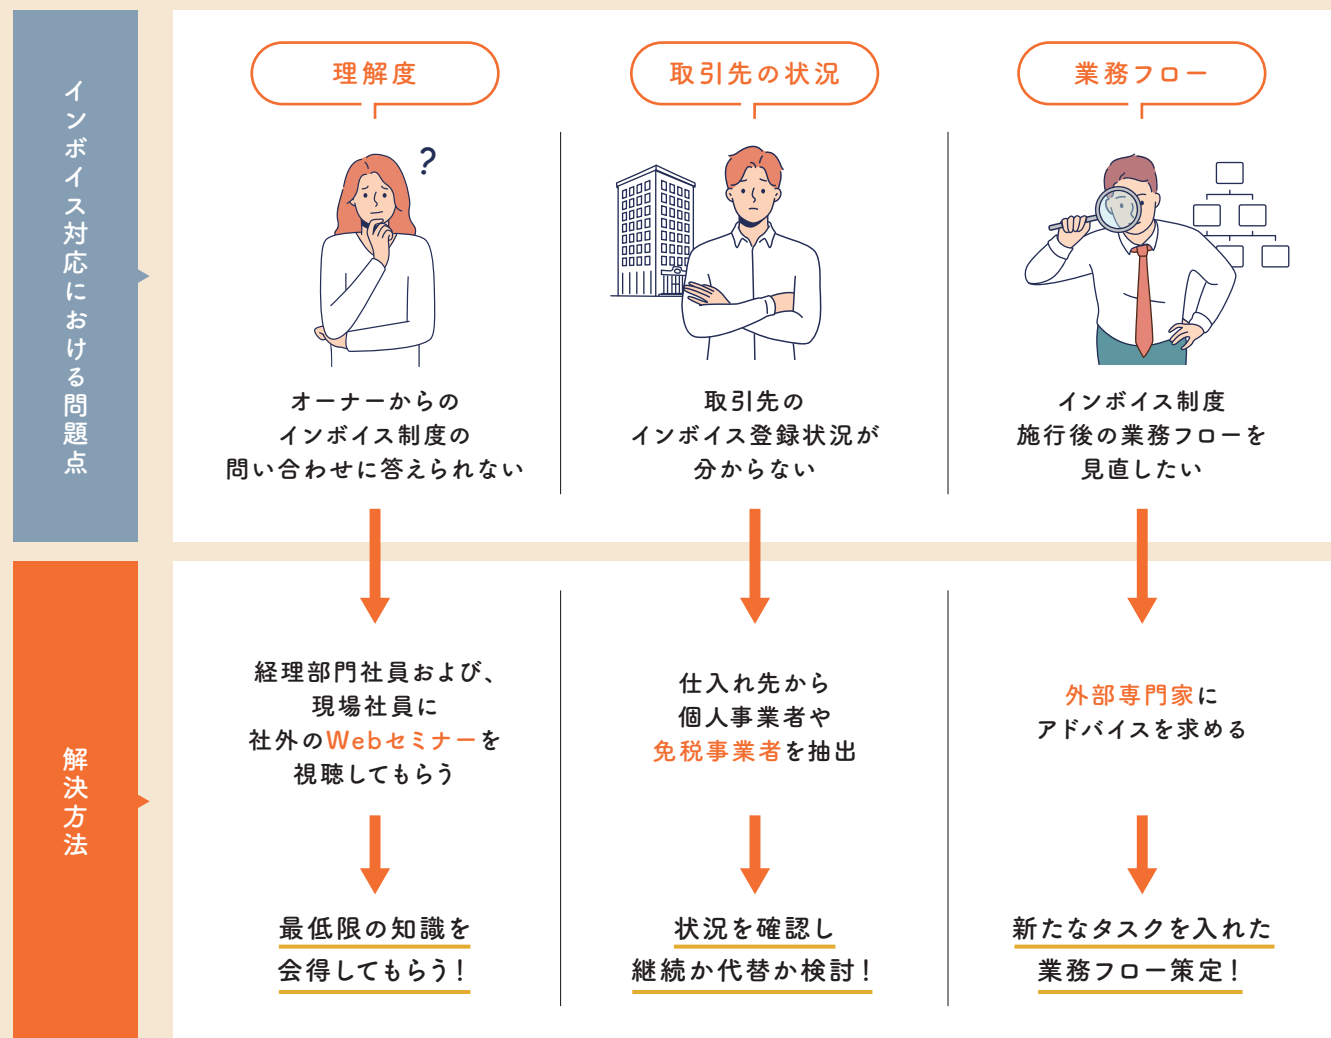 インボイス対応における問題点
理解度
?
オーナーからの
インボイス制度の
問い合わせに答えられない
取引先の状況
取引先の
インボイス登録状況が
分からない
業務フロー
インボイス制度
施行後の業務フローを
見直したい
解決方法
経理部門社員および、
現場社員に
社外のWebセミナーを
視聴してもらう
最低限の知識を
会得してもらう!
仕入れ先から
個人事業者や
免税事業者を抽出
状況を確認し
継続か代替か検討!
外部専門家に
アドバイスを求める
新たなタスクを入れた
業務フロー策定!